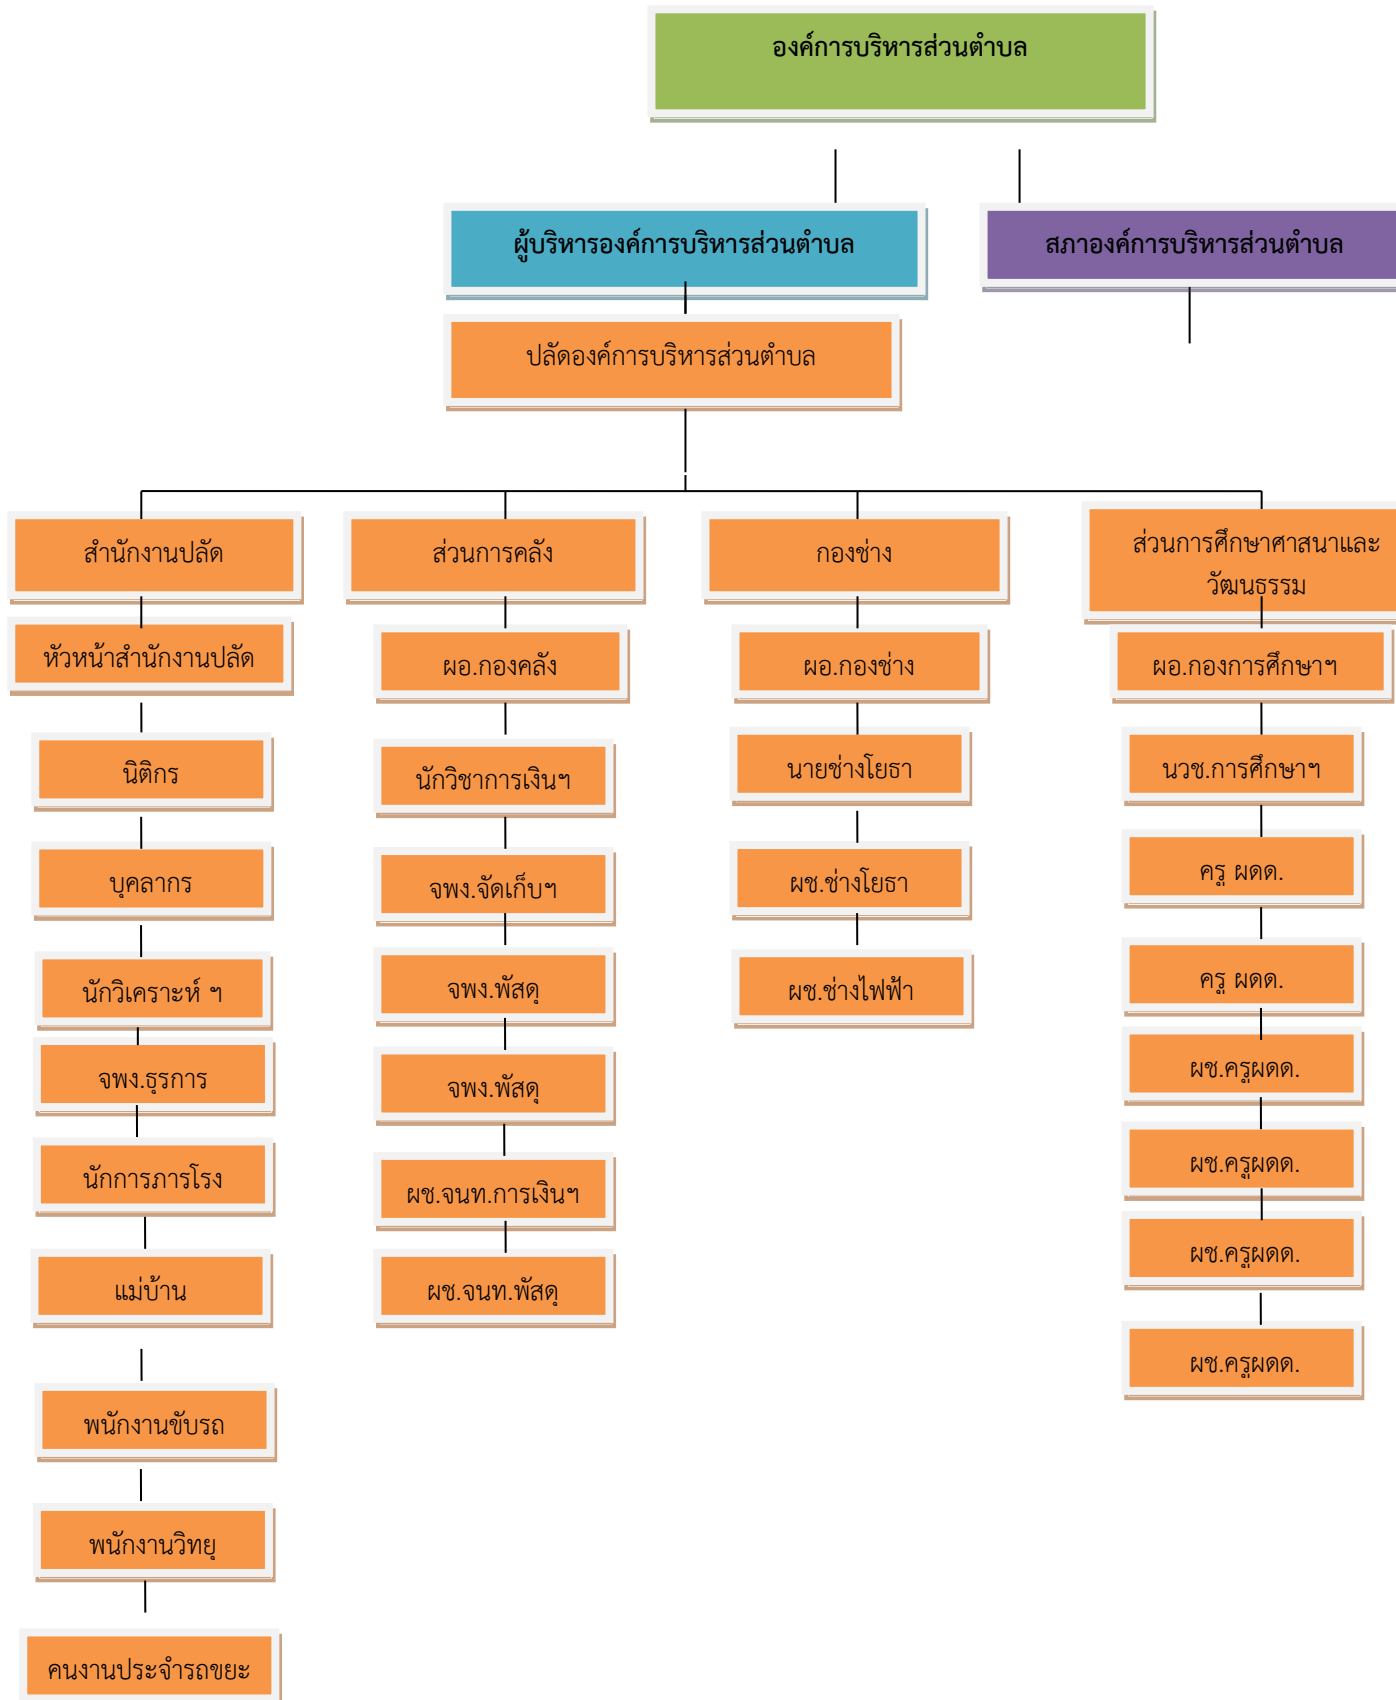 องค์การบริหารส่วนตำบล
ผู้บริหารองค์การบริหารส่วนตำบล
สภาองค์การบริหารส่วนตำบล
ปลัดองค์การบริหารส่วนตำบล
สำนักงานปลัด
หัวหน้าสำนักงานปลัด
นิติกร
บุคลากร
นักวิเคราะห์ ฯ
จพง.ธุรการ
นักการภารโรง
แม่บ้าน
พนักงานขับรถ
พนักงานวิทยุ
คนงานประจำรถขยะ
ส่วนการคลัง
ผอ.กองคลัง
นักวิชาการเงินฯ
จพง.จัดเก็บฯ
จพง.พัสดุ
จพง.พัสดุ
ผช.จนท.การเงินฯ
ผช.จนท.พัสดุ
กองช่าง
ผอ.กองช่าง
นายช่างโยธา
ผช.ช่างโยธา
ผช.ช่างไฟฟ้า
ส่วนการศึกษาศาสนาและ
วัฒนธรรม
ผอ.กองการศึกษาฯ
นวช.การศึกษาฯ
ครู ผดด.
ครู ผดด.
ผช.ครูผดด.
ผช.ครูผดด.
ผช.ครูผดด.
ผช.ครูผดด.